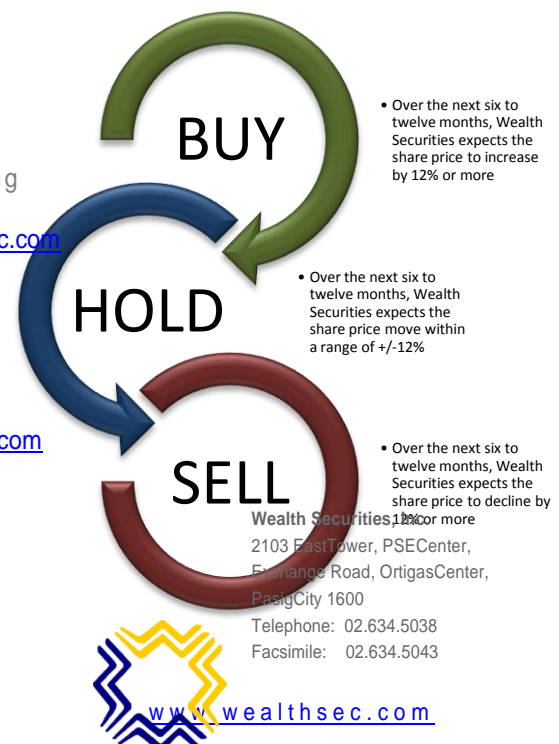 BUY
• Over the next six to
twelve months, Wealth
Securities expects the
share price to increase
by 12% or more
g
c.com
HOLD
• Over the next six to
twelve months, Wealth
Securities expects the
share price move within
a range of +/-12%
com
SELL
• Over the next six to
twelve months, Wealth
Securities expects the
share price to decline by
12% or more
Wealth Securities, Inc.
2103 EastTower, PSECenter,
Exchange Road, OrtigasCenter,
PasigCity 1600
Telephone: 02.634.5038
Facsimile: 02.634.5043
www.wealthsec.com